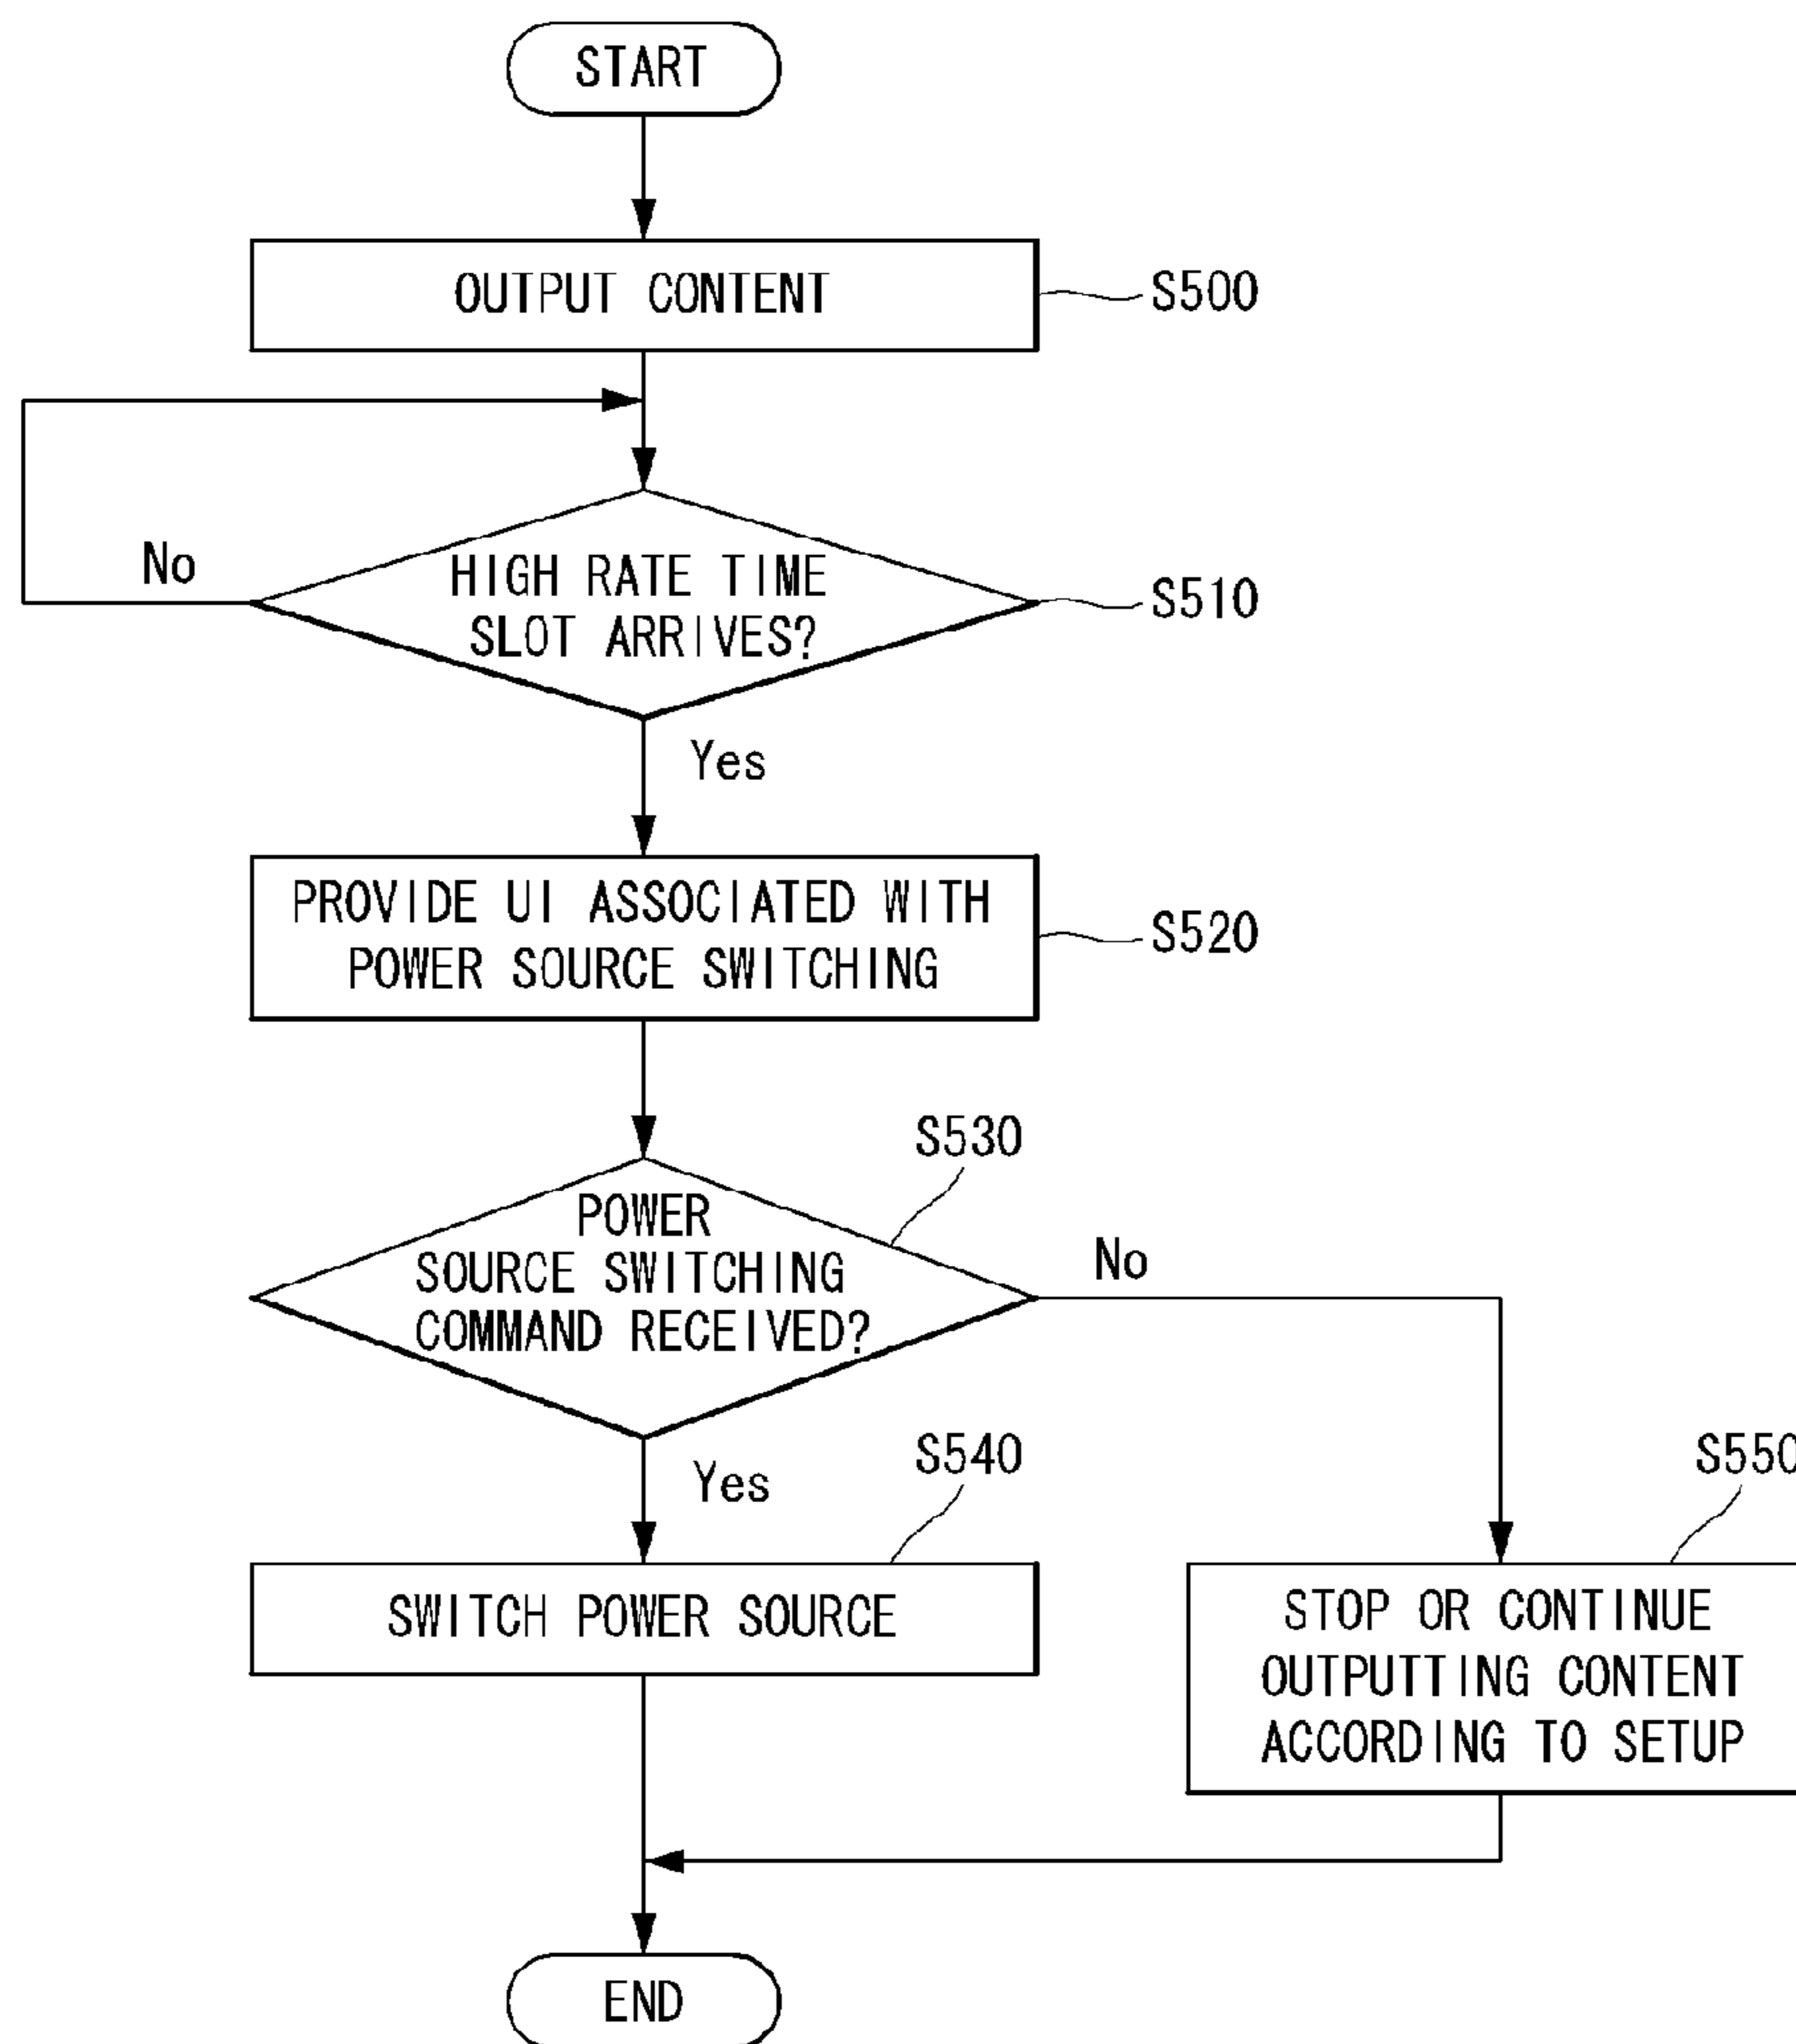 START
OUTPUT CONTENT
S500
No
HIGH RATE TIME
SLOT ARRIVES?
S510
Yes
PROVIDE UI ASSOCIATED WITH
POWER SOURCE SWITCHING
S520
S530
POWER
SOURCE SWITCHING
COMMAND RECEIVED?
No
Yes
S540
S550
SWITCH POWER SOURCE
STOP OR CONTINUE
OUTPUTTING CONTENT
ACCORDING TO SETUP
END